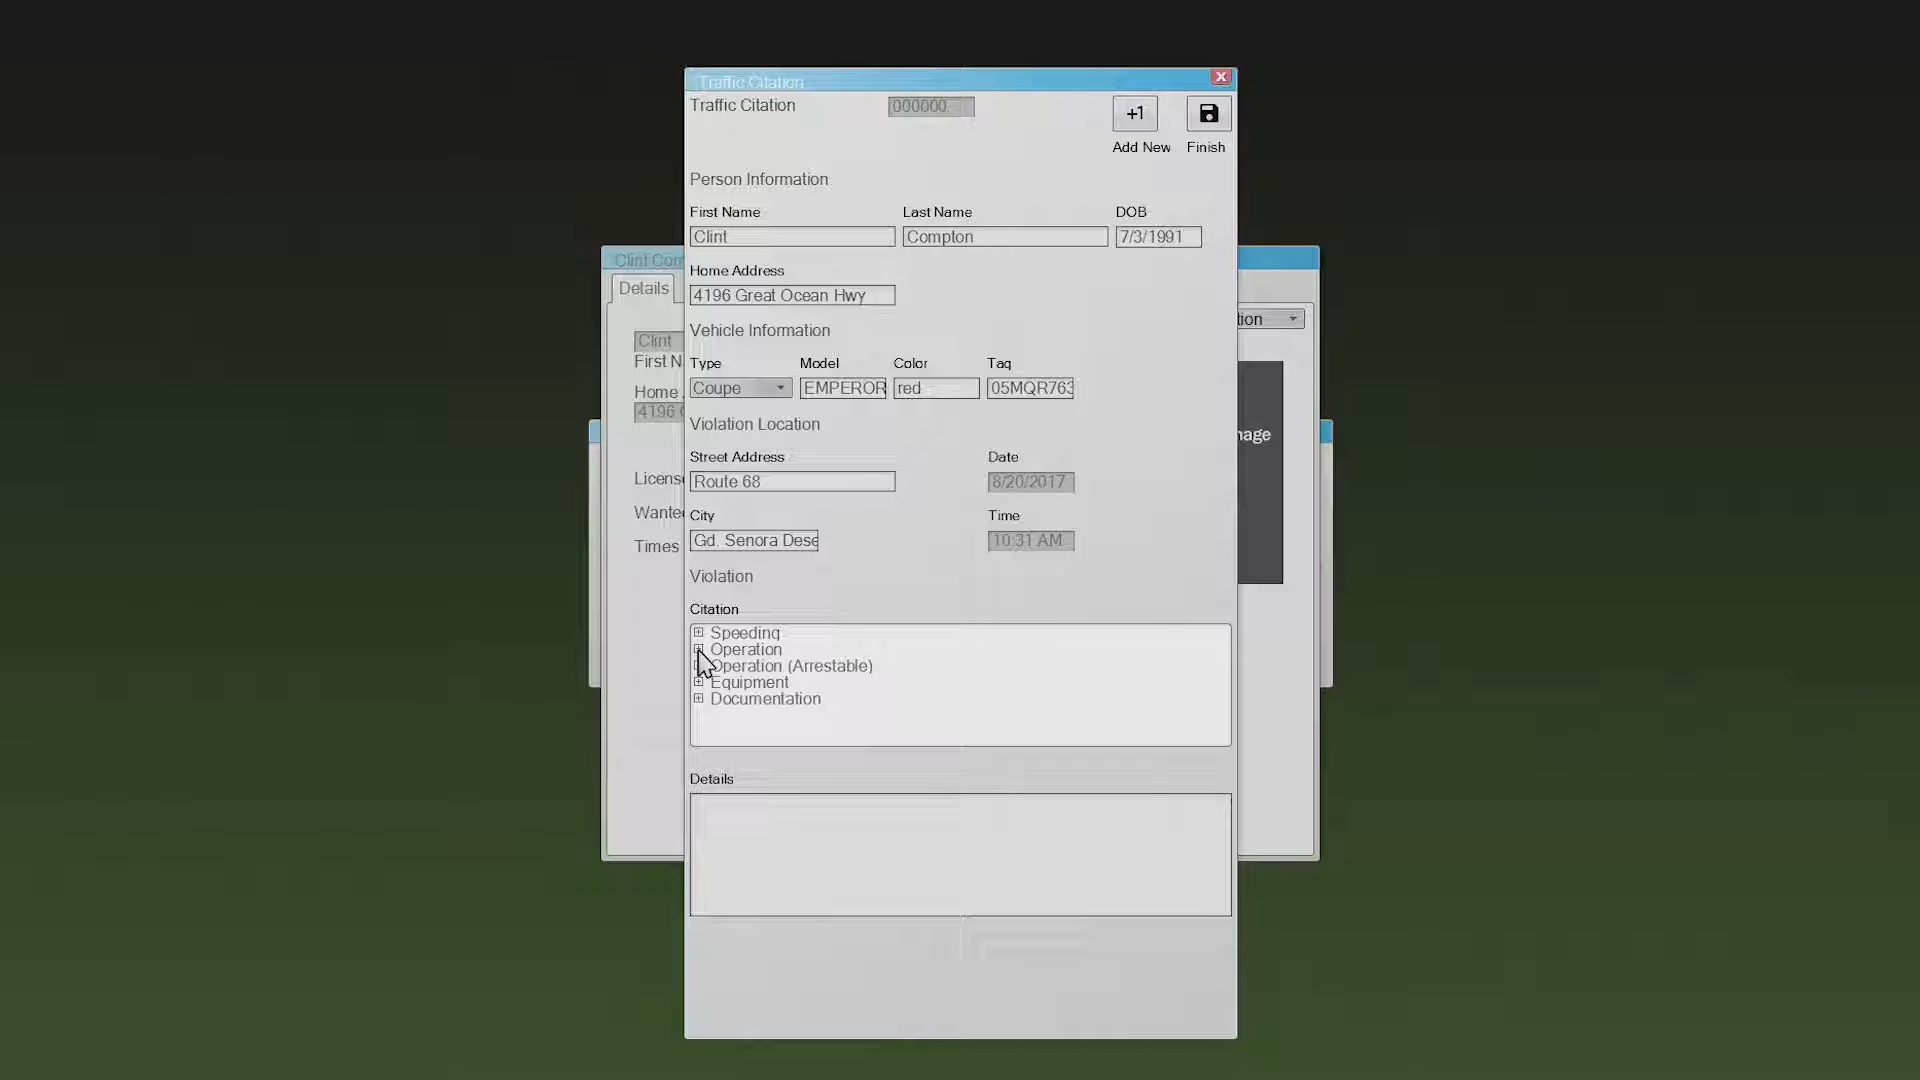 Traffic Citation
Traffic Citation 000000
+1
Add New Finish
Person Information
First Name Last Name DOB
Clint Compton 7/3/1991
Home Address
4196 Great Ocean Hwy
Vehicle Information
Type Model Color Tag
Coupe EMPEROR red 05MQR763
Violation Location
Street Address Date
Route 68 8/20/2017
City Time
Gd. Senora Dese 10:31 AM
Violation
Citation
Speeding
Operation
Operation (Arrestable)
Equipment
Documentation
Details
Clint Com
Details
Clint
First N
Home
4196
License
Wanted
Times
tion
nage